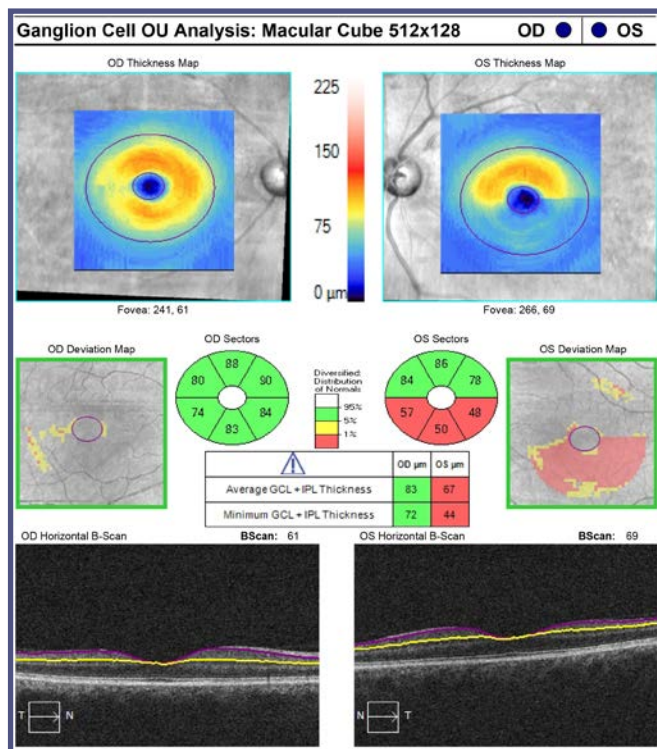 Ganglion Cell OU Analysis: Macular Cube 512x128 OD OS
OD Thickness Map
OS Thickness Map
225
150
75
0 µm
Fovea: 241, 61
Fovea: 266, 69
OD Deviation Map
OD Sectors
OS Sectors
OS Deviation Map
88
80
90
74
84
83
Diversified:
Distribution
of Normals
95%
5%
1%
86
84
78
57
48
50
OD µm OS µm
Average GCL + IPL Thickness 83 67
Minimum GCL + IPL Thickness 72 44
OD Horizontal B-Scan BScan: 61
OS Horizontal B-Scan BScan: 69
T N
N T